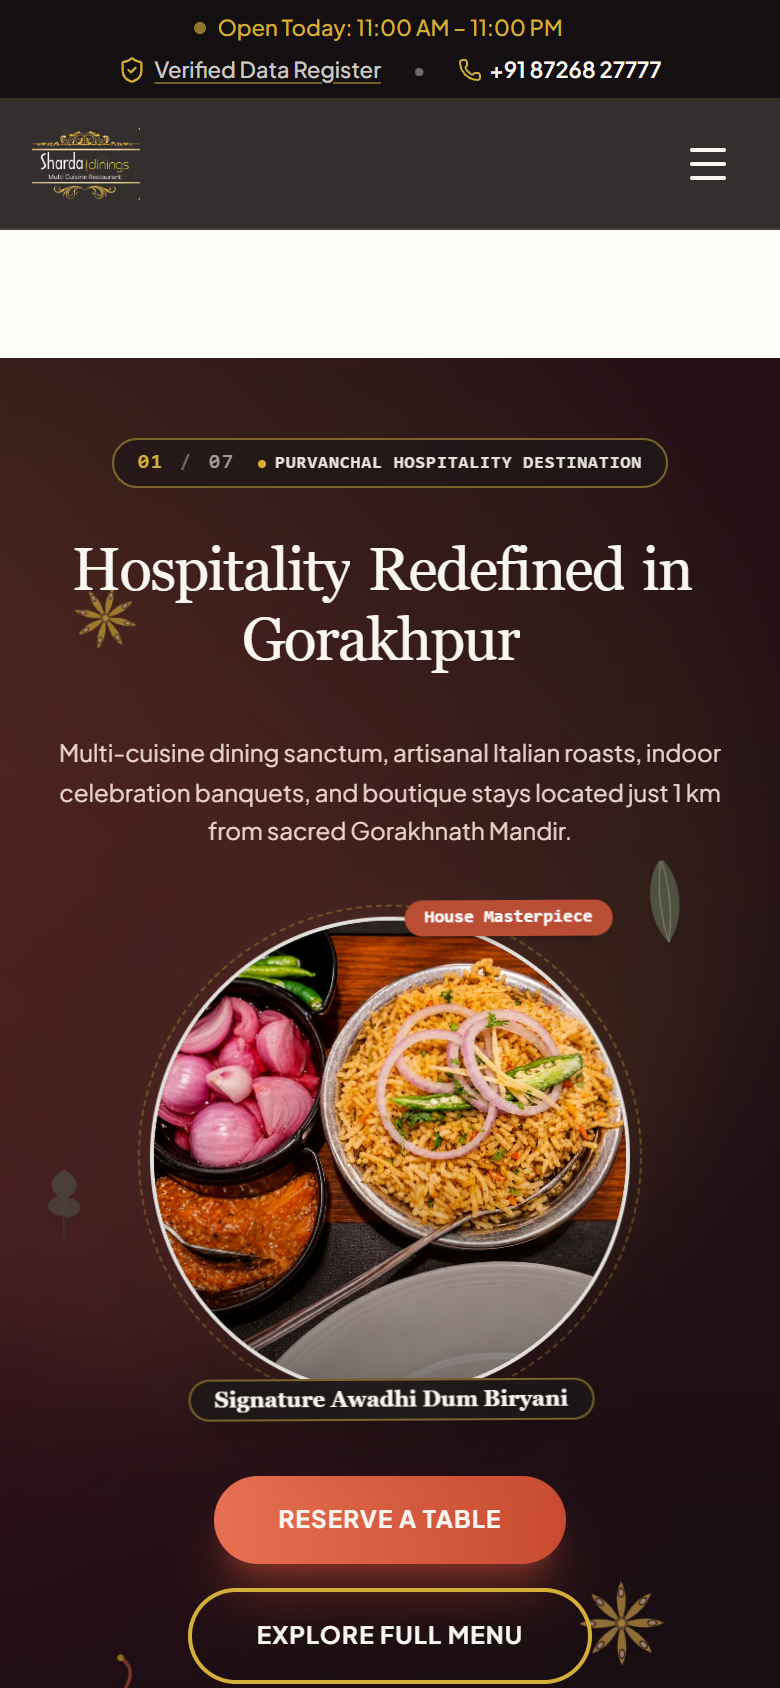 Open Today: 11:00 AM – 11:00 PM
Verified Data Register • +91 87268 27777
Sharda | dinings
Multi Cuisine Restaurant
01 / 07 • PURVANCHAL HOSPITALITY DESTINATION
Hospitality Redefined in
Gorakhpur
Multi-cuisine dining sanctum, artisanal Italian roasts, indoor
celebration banquets, and boutique stays located just 1 km
from sacred Gorakhnath Mandir.
House Masterpiece
Signature Awadhi Dum Biryani
RESERVE A TABLE
EXPLORE FULL MENU